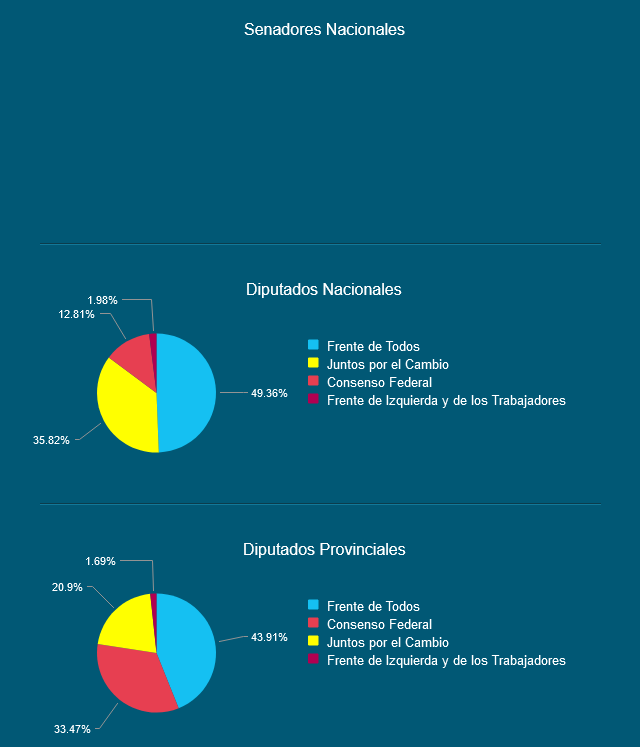 Senadores Nacionales
Diputados Nacionales
1.98%
12.81%
49.36%
35.82%
Frente de Todos
Juntos por el Cambio
Consenso Federal
Frente de Izquierda y de los Trabajadores
Diputados Provinciales
1.69%
20.9%
43.91%
33.47%
Frente de Todos
Consenso Federal
Juntos por el Cambio
Frente de Izquierda y de los Trabajadores